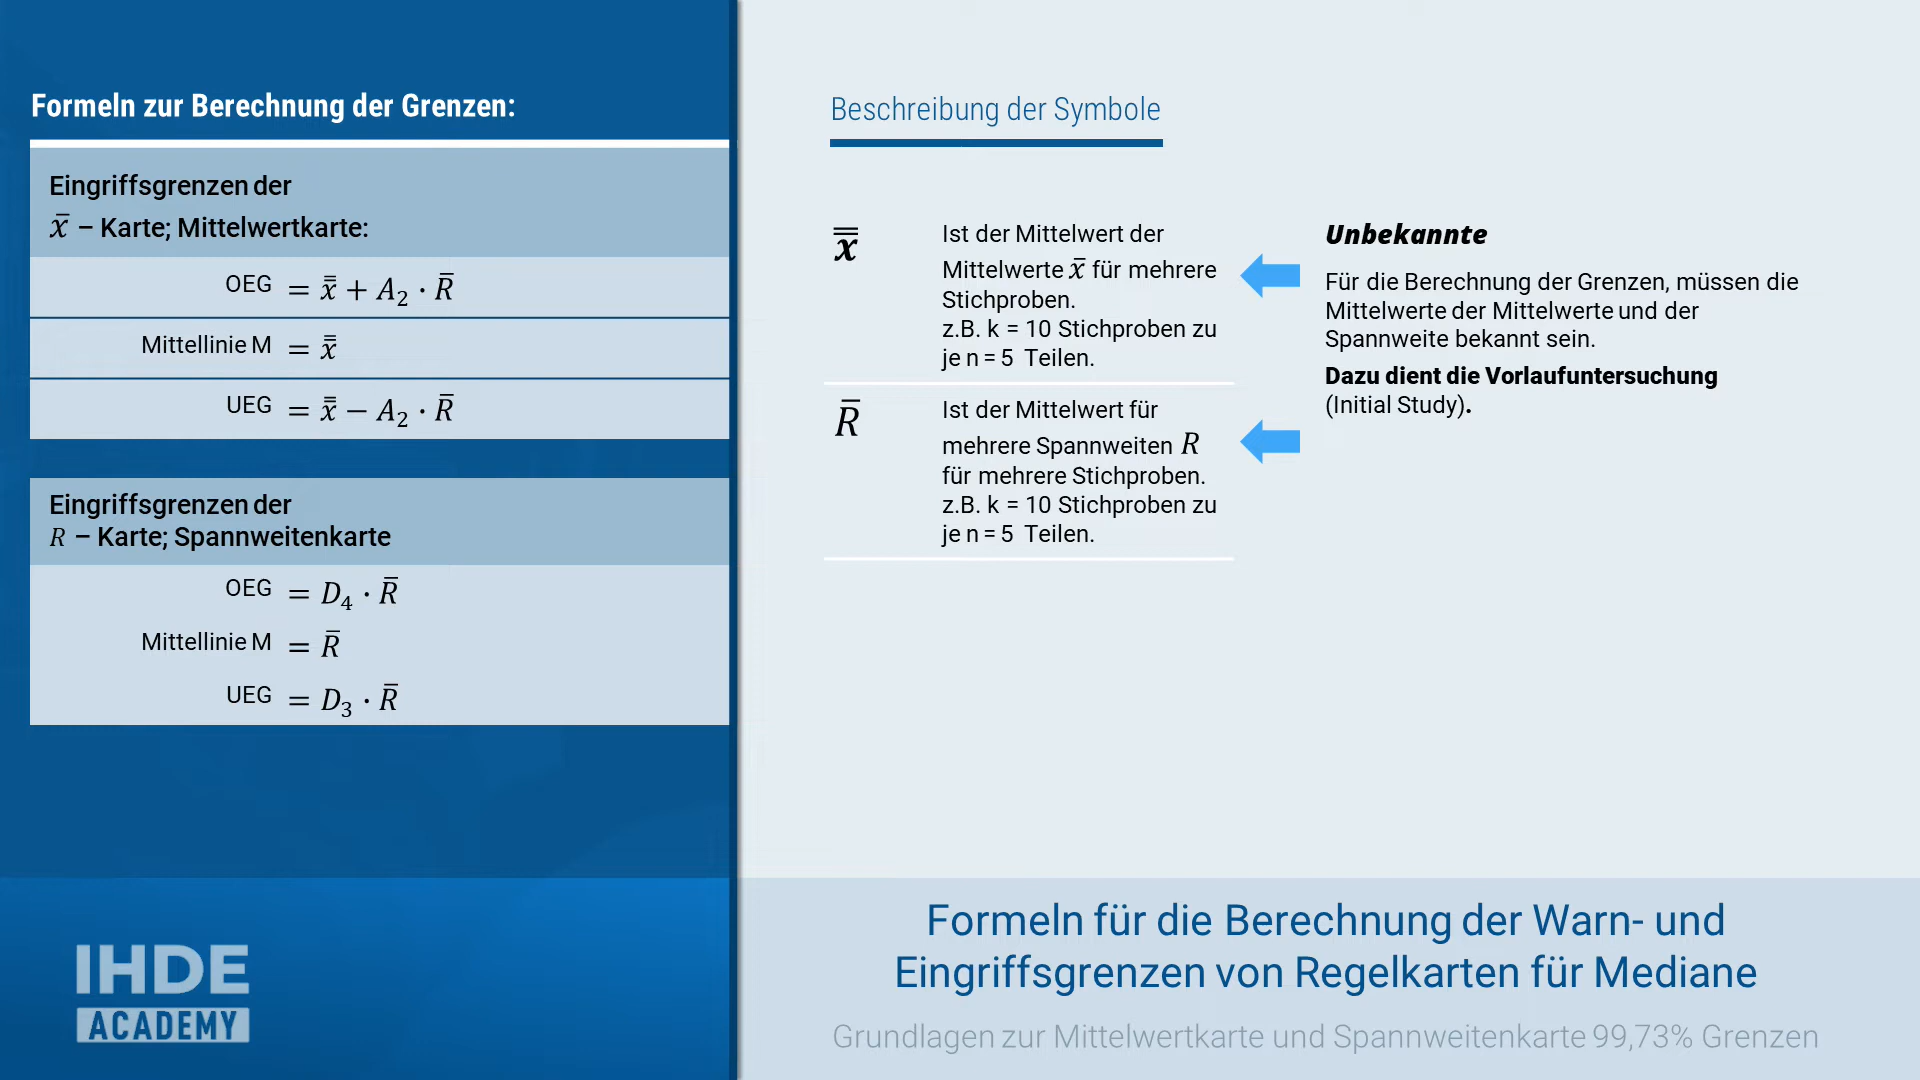 Formeln zur Berechnung der Grenzen:
Eingriffsgrenzen der
x̄ – Karte; Mittelwertkarte:
OEG = x̿ + A₂ · R̄
Mittellinie M = x̿
UEG = x̿ − A₂ · R̄
Eingriffsgrenzen der
R – Karte; Spannweitenkarte
OEG = D₄ · R̄
Mittellinie M = R̄
UEG = D₃ · R̄
IHDE
ACADEMY
Beschreibung der Symbole
x̿
Ist der Mittelwert der
Mittelwerte x̄ für mehrere
Stichproben.
z.B. k = 10 Stichproben zu
je n = 5 Teilen.
R̄
Ist der Mittelwert für
mehrere Spannweiten R
für mehrere Stichproben.
z.B. k = 10 Stichproben zu
je n = 5 Teilen.
Unbekannte
Für die Berechnung der Grenzen, müssen die
Mittelwerte der Mittelwerte und der
Spannweite bekannt sein.
Dazu dient die Vorlaufuntersuchung
(Initial Study).
Formeln für die Berechnung der Warn- und
Eingriffsgrenzen von Regelkarten für Mediane
Grundlagen zur Mittelwertkarte und Spannweitenkarte 99,73% Grenzen